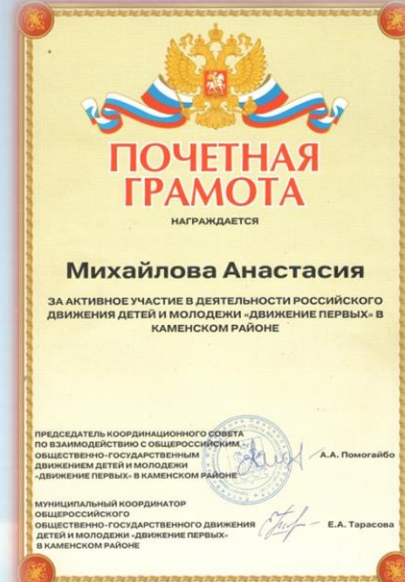 ПОЧЕТНАЯ
ГРАМОТА
НАГРАЖДАЕТСЯ
Михайлова Анастасия
ЗА АКТИВНОЕ УЧАСТИЕ В ДЕЯТЕЛЬНОСТИ РОССИЙСКОГО
ДВИЖЕНИЯ ДЕТЕЙ И МОЛОДЕЖИ «ДВИЖЕНИЕ ПЕРВЫХ» В
КАМЕНСКОМ РАЙОНЕ
ПРЕДСЕДАТЕЛЬ КООРДИНАЦИОННОГО СОВЕТА
ПО ВЗАИМОДЕЙСТВИЮ С ОБЩЕРОССИЙСКИМ
ОБЩЕСТВЕННО-ГОСУДАРСТВЕННЫМ
ДВИЖЕНИЕМ ДЕТЕЙ И МОЛОДЕЖИ
«ДВИЖЕНИЕ ПЕРВЫХ» В КАМЕНСКОМ РАЙОНЕ
А.А. Помогайбо
МУНИЦИПАЛЬНЫЙ КООРДИНАТОР
ОБЩЕРОССИЙСКОГО
ОБЩЕСТВЕННО-ГОСУДАРСТВЕННОГО ДВИЖЕНИЯ
ДЕТЕЙ И МОЛОДЕЖИ «ДВИЖЕНИЕ ПЕРВЫХ»
В КАМЕНСКОМ РАЙОНЕ
Е.А. Тарасова